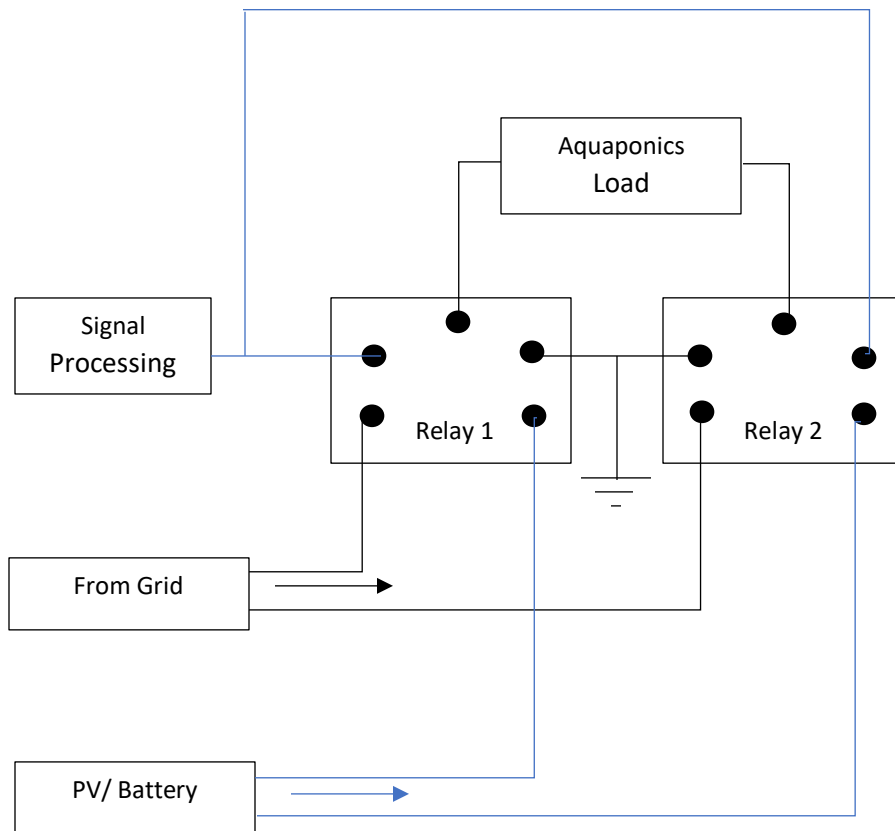 Aquaponics
Load
Signal
Processing
Relay 1
Relay 2
From Grid
PV/ Battery